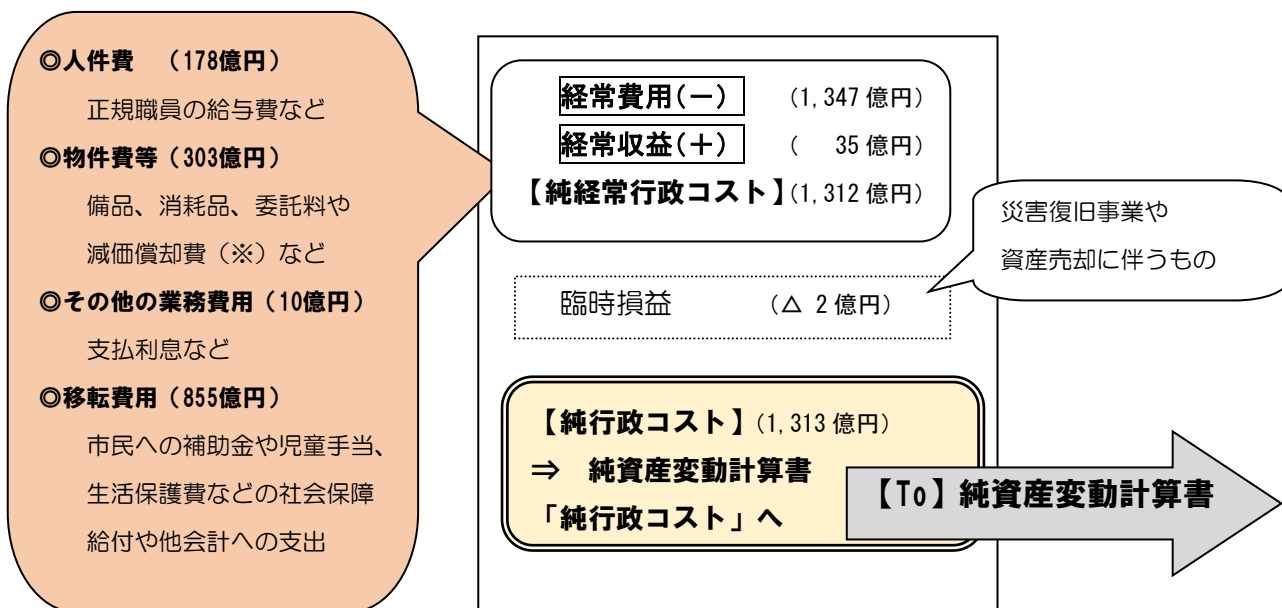 ◎人件費　（178億円）
正規職員の給与費など
◎物件費等（303億円）
備品、消耗品、委託料や
減価償却費（※）など
◎その他の業務費用（10億円）
支払利息など
◎移転費用（855億円）
市民への補助金や児童手当、
生活保護費などの社会保障
給付や他会計への支出
経常費用（－）　（1,347 億円）
経常収益（＋）　（　35 億円）
【純経常行政コスト】（1,312 億円）
臨時損益　（△ 2 億円）
災害復旧事業や
資産売却に伴うもの
【純行政コスト】（1,313 億円）
⇒　純資産変動計算書
「純行政コスト」へ
【To】純資産変動計算書